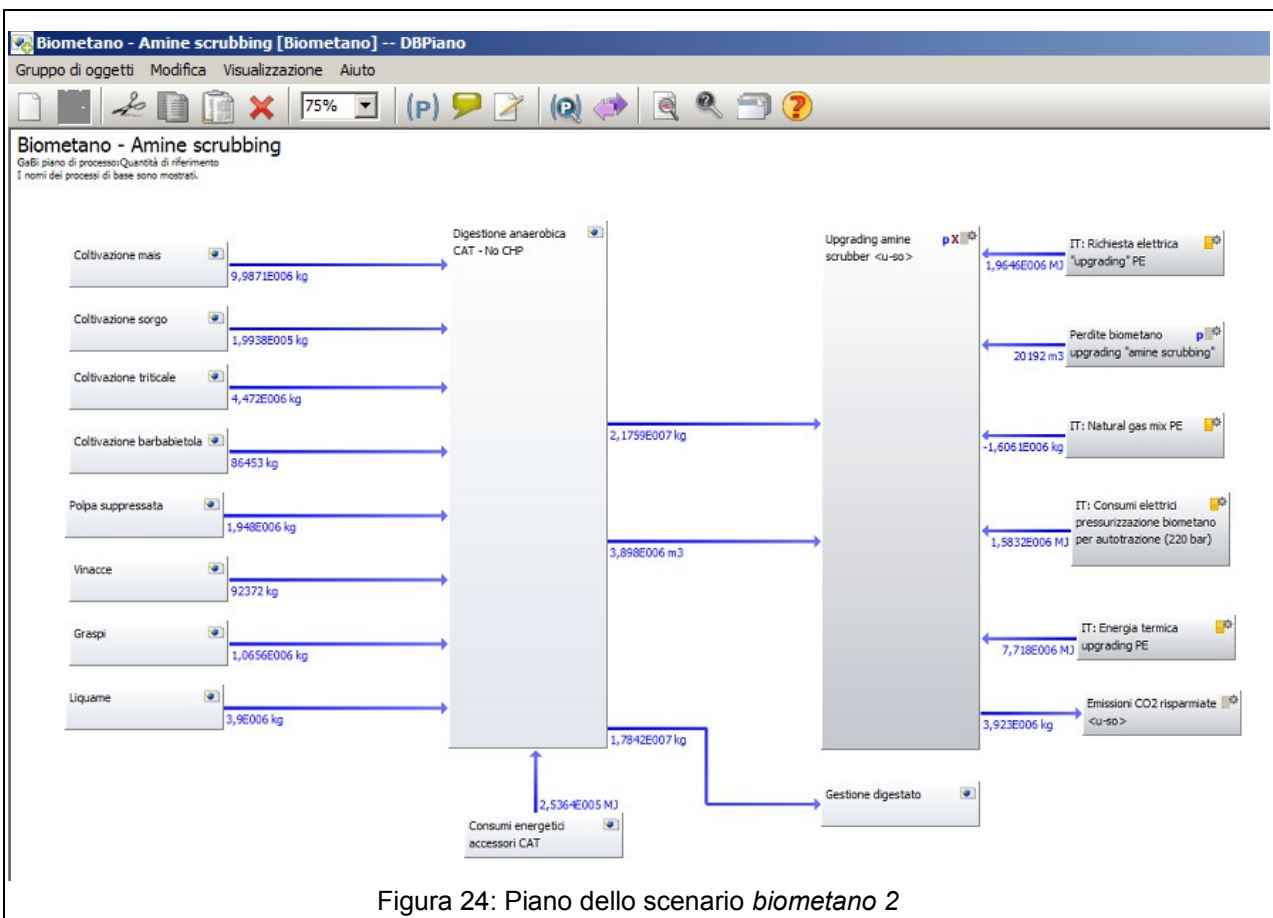 Biometano - Amine scrubbing [Biometano] -- DBPiano
Gruppo di oggetti Modifica Visualizzazione Aiuto
75% (P) (P) ?
Biometano - Amine scrubbing
GaBi piano di processo:Quantità di riferimento
I nomi dei processi di base sono mostrati.
Coltivazione mais
9,9871E006 kg
Coltivazione sorgo
1,9938E005 kg
Coltivazione triticale
4,472E006 kg
Coltivazione barbabietola
86453 kg
Polpa suppressata
1,948E006 kg
Vinacce
92372 kg
Graspi
1,0656E006 kg
Liquame
3,9E006 kg
Digestione anaerobica
CAT - No CHP
2,5364E005 MJ
Consumi energetici
accessori CAT
2,1759E007 kg
3,898E006 m3
1,7842E007 kg
Upgrading amine
scrubber <u-so>
pX
Gestione digestato
IT: Richiesta elettrica
"upgrading" PE
1,9646E006 MJ
Perdite biometano
upgrading "amine scrubbing"
p
20192 m3
IT: Natural gas mix PE
-1,6061E006 kg
IT: Consumi elettrici
pressurizzazione biometano
per autotrazione (220 bar)
1,5832E006 MJ
IT: Energia termica
upgrading PE
7,718E006 MJ
Emissioni CO2 risparmiate
<u-so>
3,923E006 kg
Figura 24: Piano dello scenario biometano 2